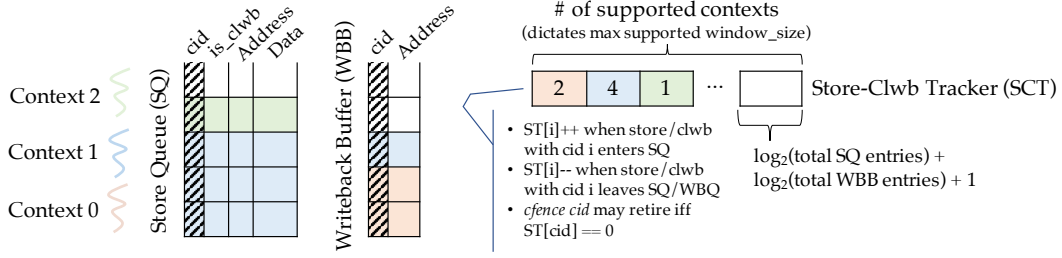 Context 2
Context 1
Context 0
Store Queue (SQ)
cid
is_clwb
Address
Data
Writeback Buffer (WBB)
cid
Address
# of supported contexts
(dictates max supported window_size)
2 4 1 ...
Store-Clwb Tracker (SCT)
• ST[i]++ when store/clwb
with cid i enters SQ
• ST[i]-- when store/clwb
with cid i leaves SQ/WBQ
• cfence cid may retire iff
ST[cid] == 0
log₂(total SQ entries) +
log₂(total WBB entries) + 1